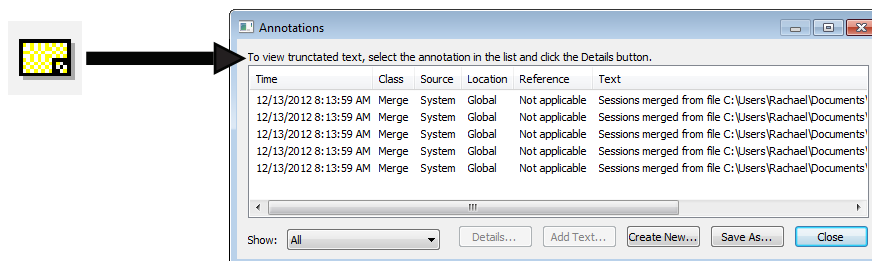 Annotations
To view trunctated text, select the annotation in the list and click the Details button.
Time Class Source Location Reference Text
12/13/2012 8:13:59 AM Merge System Global Not applicable Sessions merged from file C:\Users\Rachael\Documents\
12/13/2012 8:13:59 AM Merge System Global Not applicable Sessions merged from file C:\Users\Rachael\Documents\
12/13/2012 8:13:59 AM Merge System Global Not applicable Sessions merged from file C:\Users\Rachael\Documents\
12/13/2012 8:13:59 AM Merge System Global Not applicable Sessions merged from file C:\Users\Rachael\Documents\
12/13/2012 8:13:59 AM Merge System Global Not applicable Sessions merged from file C:\Users\Rachael\Documents\
Show: All Details... Add Text... Create New... Save As... Close